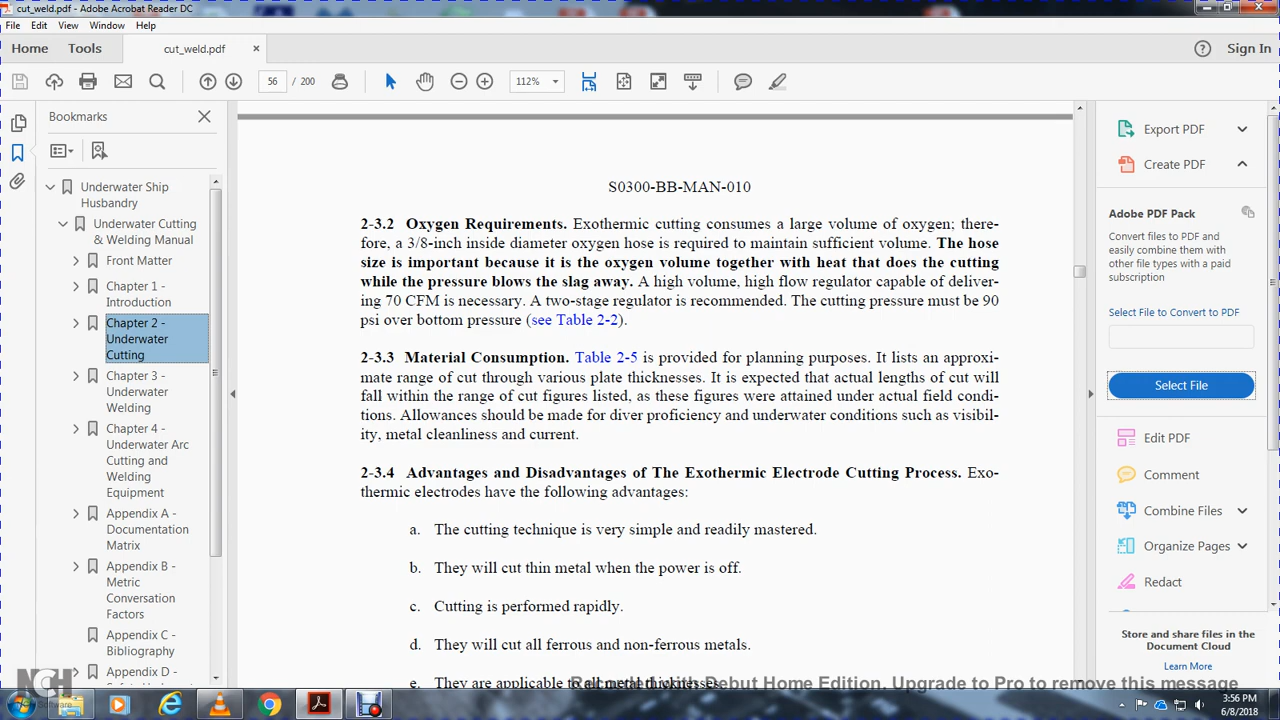 cut_weld.pdf - Adobe Acrobat Reader DC
File Edit View Window Help
Home Tools cut_weld.pdf × Sign In
56 / 200 112%
Bookmarks
Underwater Ship
Husbandry
Underwater Cutting
& Welding Manual
Front Matter
Chapter 1 -
Introduction
Chapter 2 -
Underwater
Cutting
Chapter 3 -
Underwater
Welding
Chapter 4 -
Underwater Arc
Cutting and
Welding
Equipment
Appendix A -
Documentation
Matrix
Appendix B -
Metric
Conversation
Factors
Appendix C -
Bibliography
Appendix D -
S0300-BB-MAN-010
2-3.2 Oxygen Requirements. Exothermic cutting consumes a large volume of oxygen; there-
fore, a 3/8-inch inside diameter oxygen hose is required to maintain sufficient volume. The hose
size is important because it is the oxygen volume together with heat that does the cutting
while the pressure blows the slag away. A high volume, high flow regulator capable of deliver-
ing 70 CFM is necessary. A two-stage regulator is recommended. The cutting pressure must be 90
psi over bottom pressure (see Table 2-2).
2-3.3 Material Consumption. Table 2-5 is provided for planning purposes. It lists an approxi-
mate range of cut through various plate thicknesses. It is expected that actual lengths of cut will
fall within the range of cut figures listed, as these figures were attained under actual field condi-
tions. Allowances should be made for diver proficiency and underwater conditions such as visibil-
ity, metal cleanliness and current.
2-3.4 Advantages and Disadvantages of The Exothermic Electrode Cutting Process. Exo-
thermic electrodes have the following advantages:
a. The cutting technique is very simple and readily mastered.
b. They will cut thin metal when the power is off.
c. Cutting is performed rapidly.
d. They will cut all ferrous and non-ferrous metals.
e. They are applicable to all metal thicknesses.
Export PDF
Create PDF
Adobe PDF Pack
Convert files to PDF and
easily combine them with
other file types with a paid
subscription
Select File to Convert to PDF
Select File
Edit PDF
Comment
Combine Files
Organize Pages
Redact
Store and share files in the
Document Cloud
Learn More
NCH Software
Recorded with Debut Home Edition, Upgrade to Pro to remove this message
3:56 PM
6/8/2018